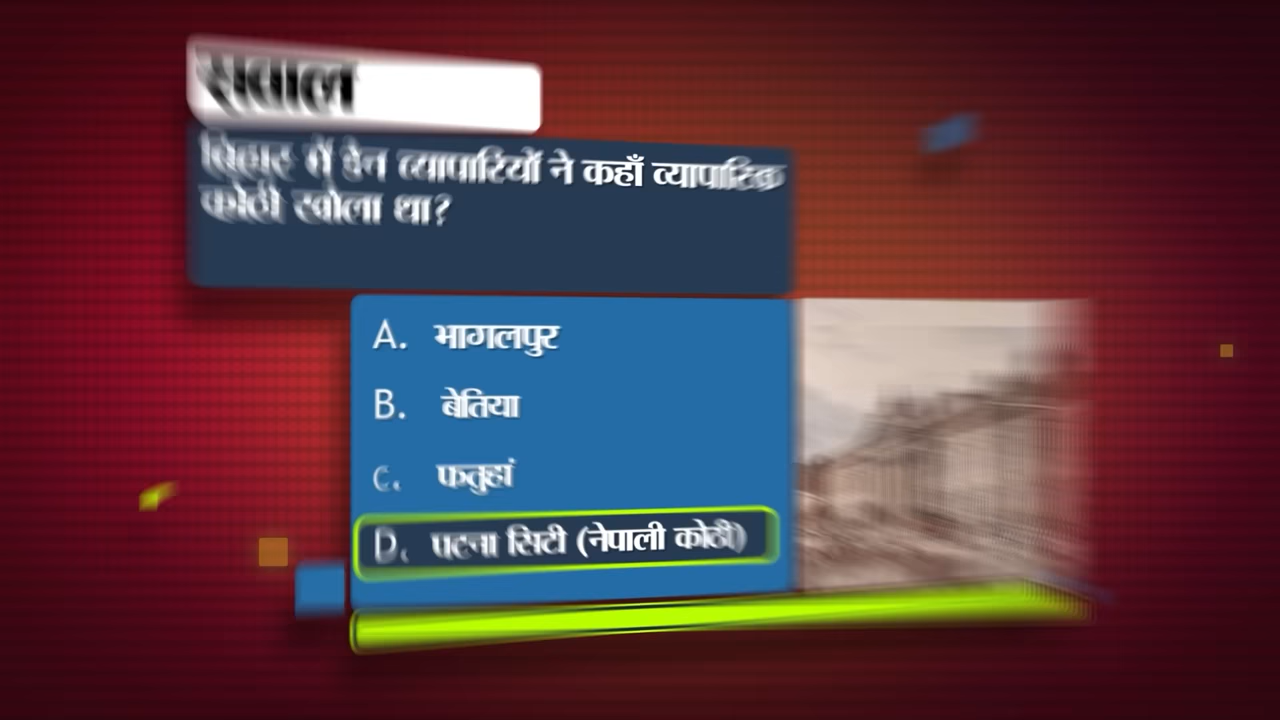 सवाल
बिहार में डेन व्यापारियों ने कहाँ व्यापारिक
कोठी खोला था?
A. भागलपुर
B. बेतिया
C. फतुहां
D. पटना सिटी (नेपाली कोठी)